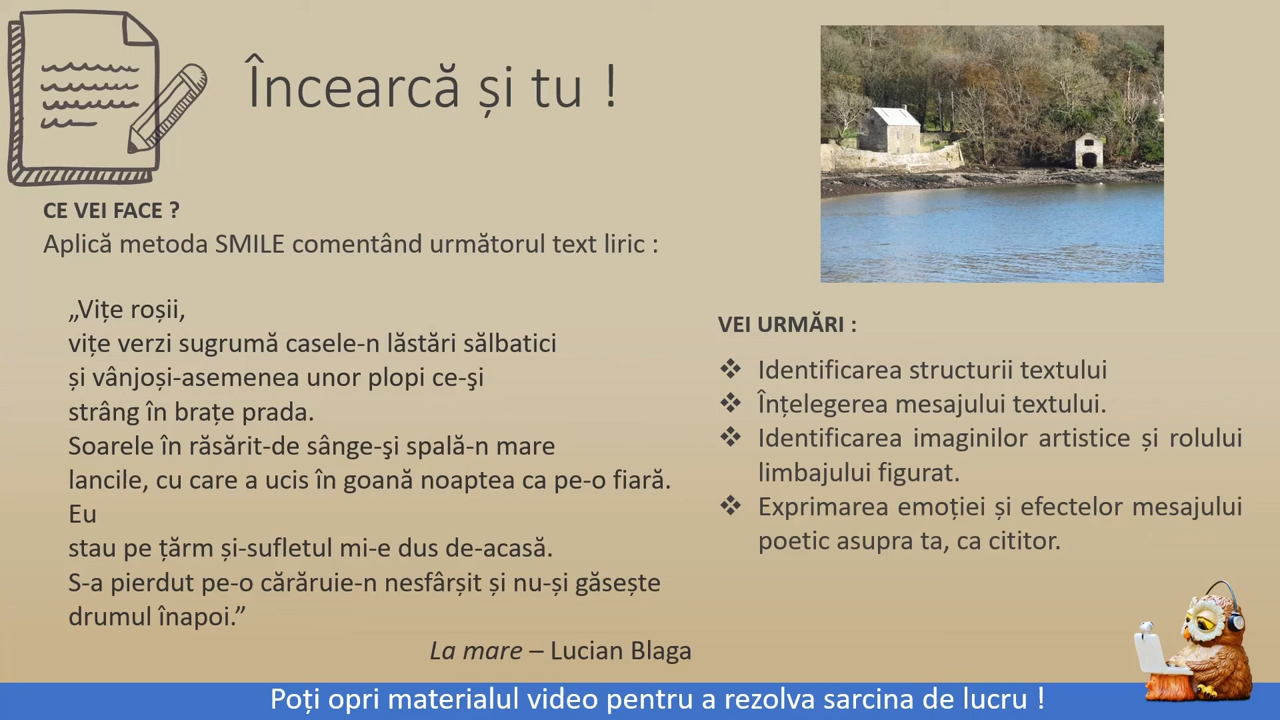 Încearcă și tu !
CE VEI FACE ?
Aplică metoda SMILE comentând următorul text liric :
„Vițe roșii,
vițe verzi sugrumă casele-n lăstări sălbatici
și vânjoși-asemenea unor plopi ce-şi
strâng în brațe prada.
Soarele în răsărit-de sânge-şi spală-n mare
lancile, cu care a ucis în goană noaptea ca pe-o fiară.
Eu
stau pe țărm și-sufletul mi-e dus de-acasă.
S-a pierdut pe-o cărăruie-n nesfârșit și nu-și găsește
drumul înapoi.”
La mare – Lucian Blaga
VEI URMĂRI :
❖ Identificarea structurii textului
❖ Înțelegerea mesajului textului.
❖ Identificarea imaginilor artistice și rolului
limbajului figurat.
❖ Exprimarea emoției și efectelor mesajului
poetic asupra ta, ca cititor.
Poți opri materialul video pentru a rezolva sarcina de lucru !